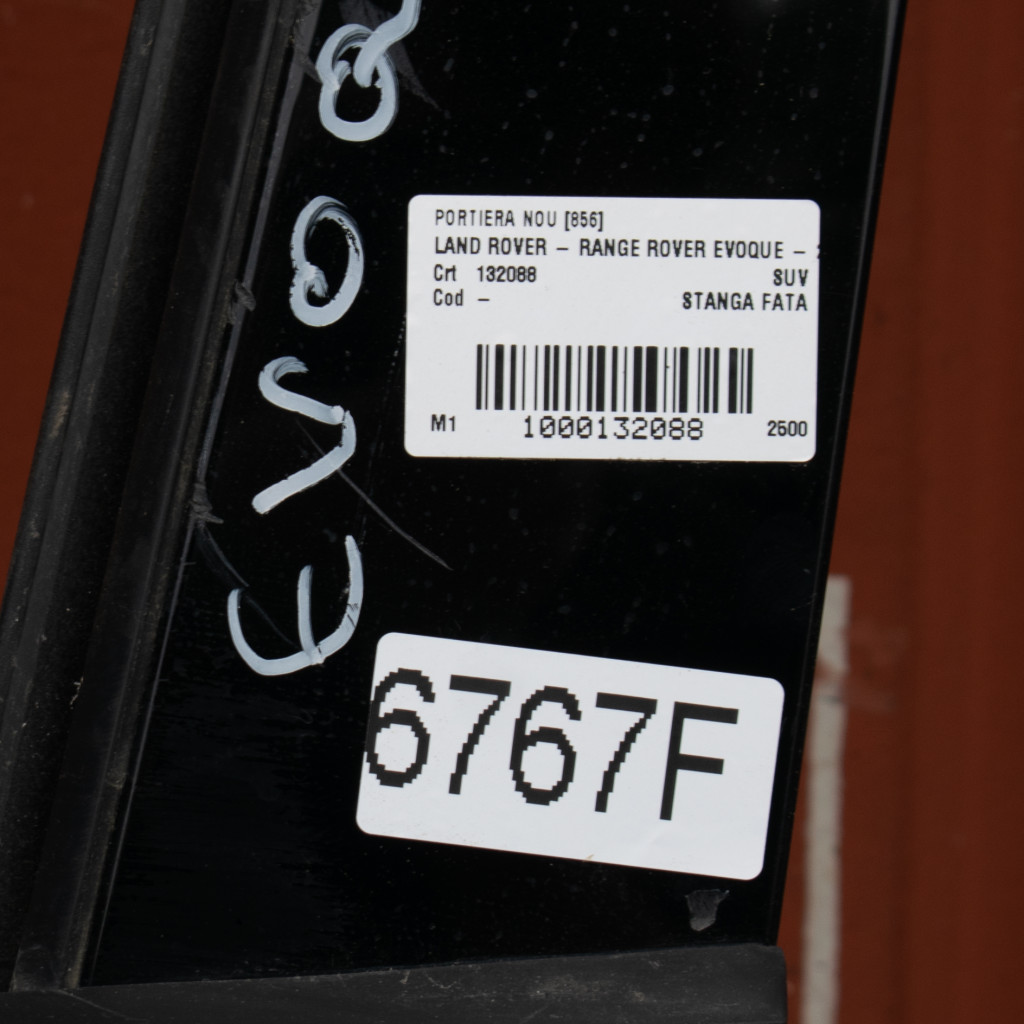 PORTIERA NOU [856]
LAND ROVER – RANGE ROVER EVOQUE –
Crt 132088 SUV
Cod – STANGA FATA
M1 1000132088 2500
EVOQ
6767F